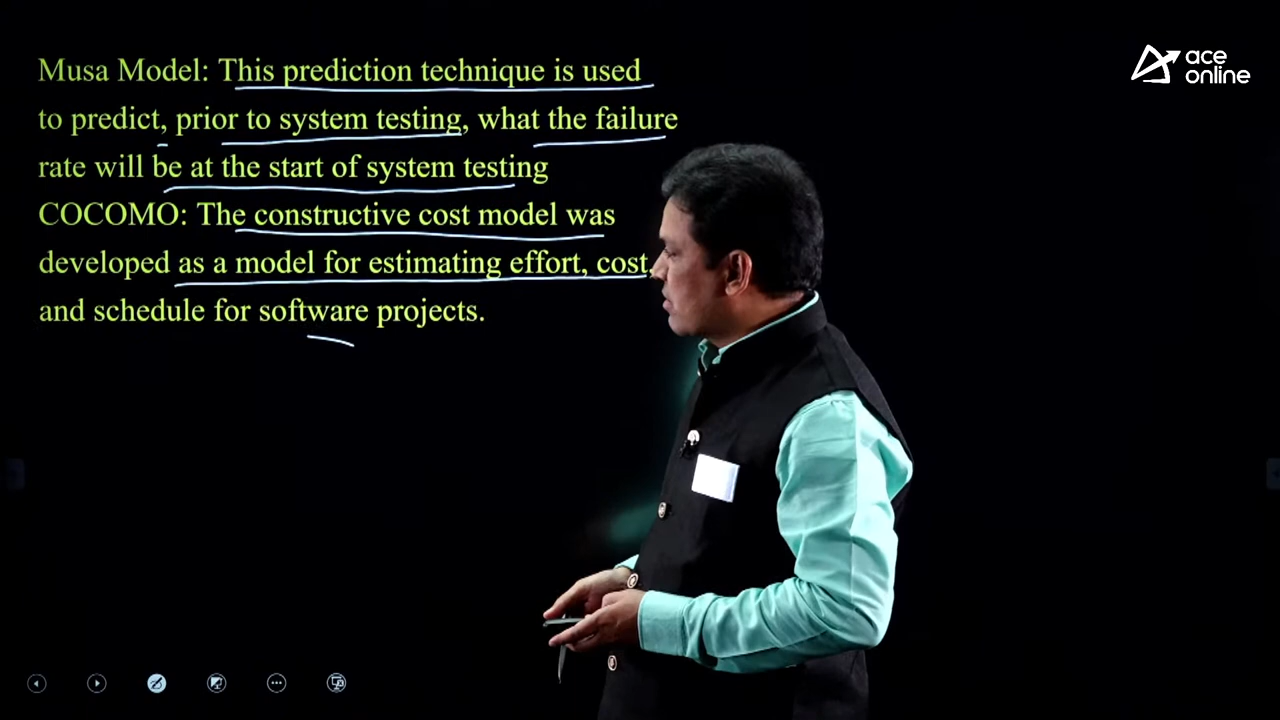 Musa Model: This prediction technique is used
to predict, prior to system testing, what the failure
rate will be at the start of system testing
COCOMO: The constructive cost model was
developed as a model for estimating effort, cost,
and schedule for software projects.
ace
online